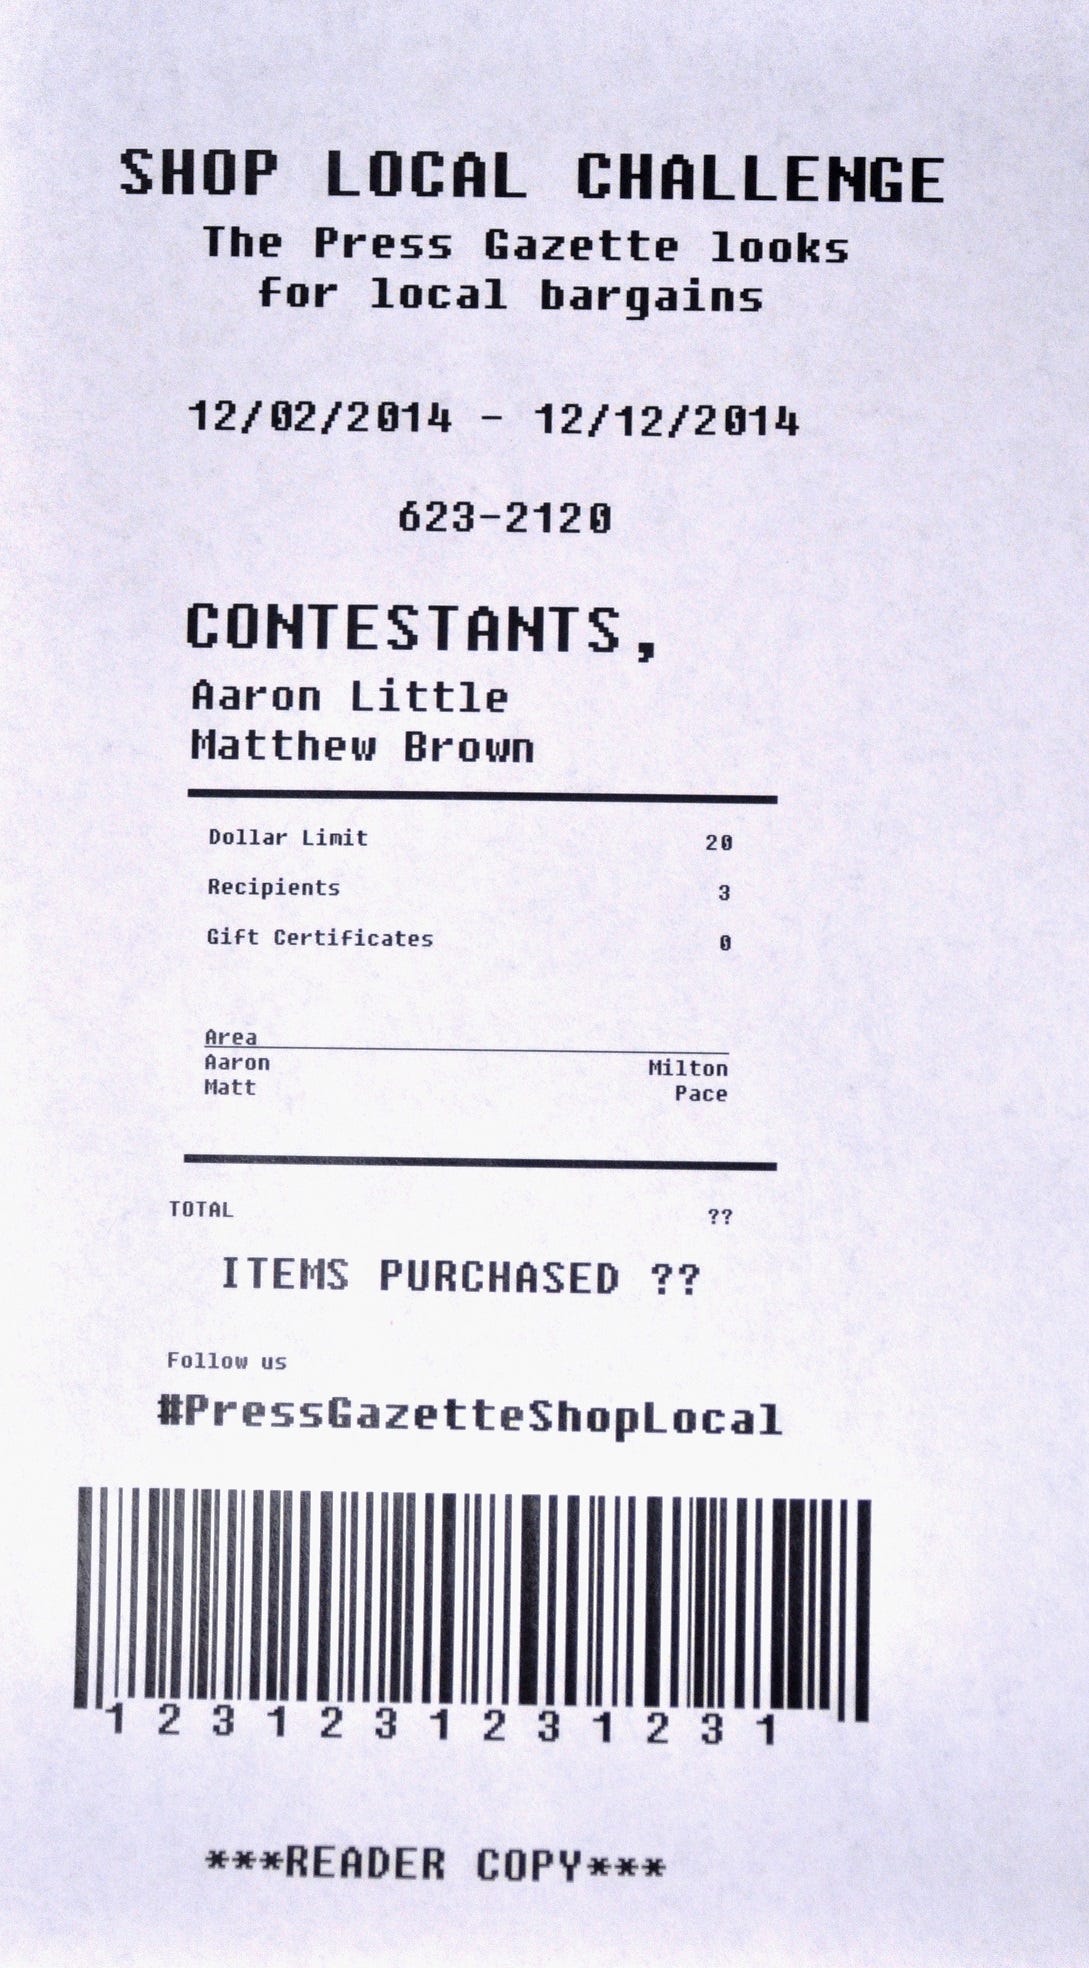 SHOP LOCAL CHALLENGE
The Press Gazette looks
for local bargains
12/02/2014 - 12/12/2014
623-2120
CONTESTANTS,
Aaron Little
Matthew Brown
Dollar Limit 20
Recipients 3
Gift Certificates 0
Area
Aaron Milton
Matt Pace
TOTAL ??
ITEMS PURCHASED ??
Follow us
#PressGazetteShopLocal
1 2 3 1 2 3 1 2 3 1 2 3 1
***READER COPY***